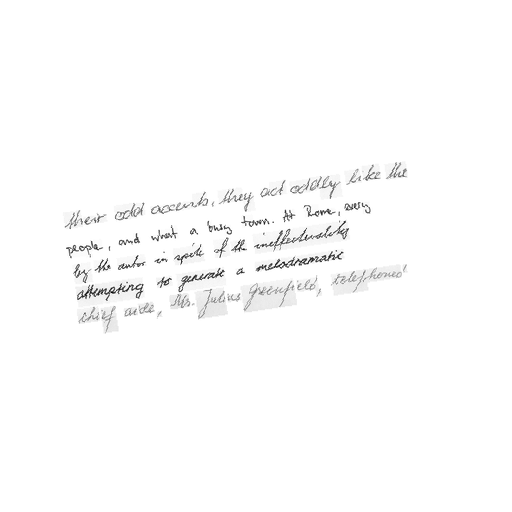 their odd accents, they act oddly like the
people, and what a busy town. At Rome, every
by the autor in spite of the ineffectuality
attempting to generate a melodramatic
chief aide, Mr. Julius Greenfield, telephoned